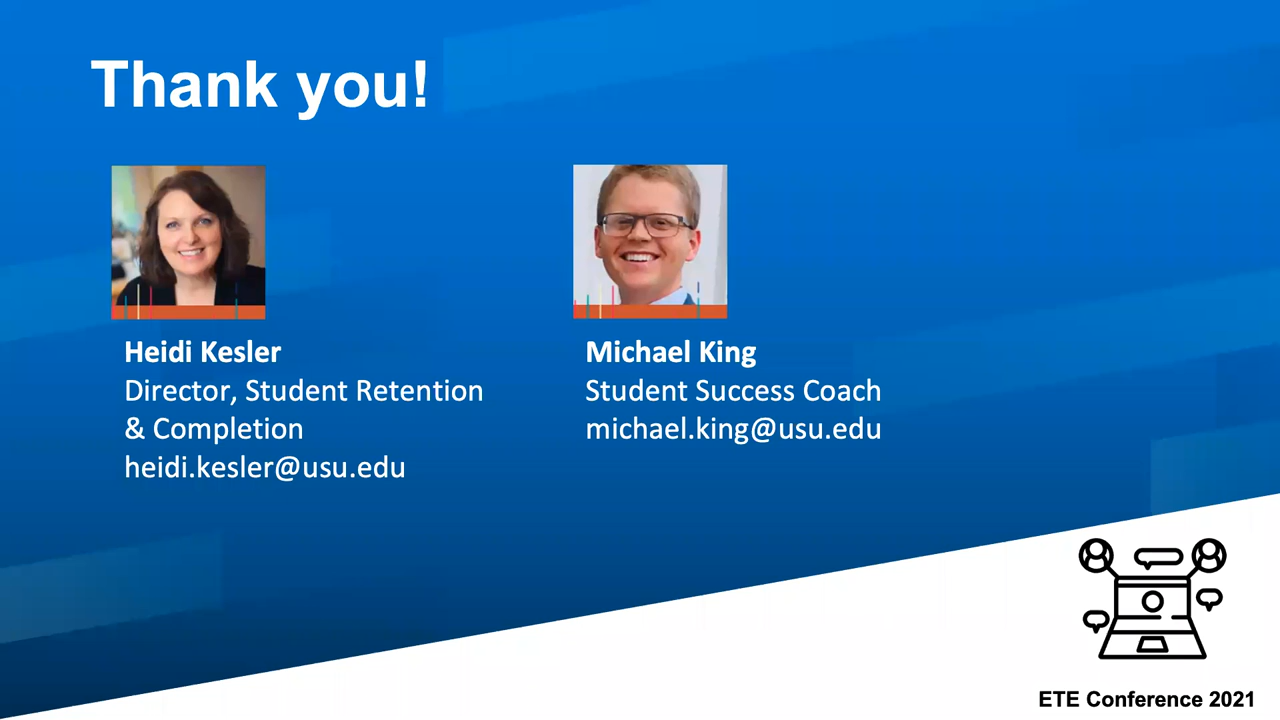 Thank you!
Heidi Kesler
Director, Student Retention
& Completion
heidi.kesler@usu.edu
Michael King
Student Success Coach
michael.king@usu.edu
ETE Conference 2021